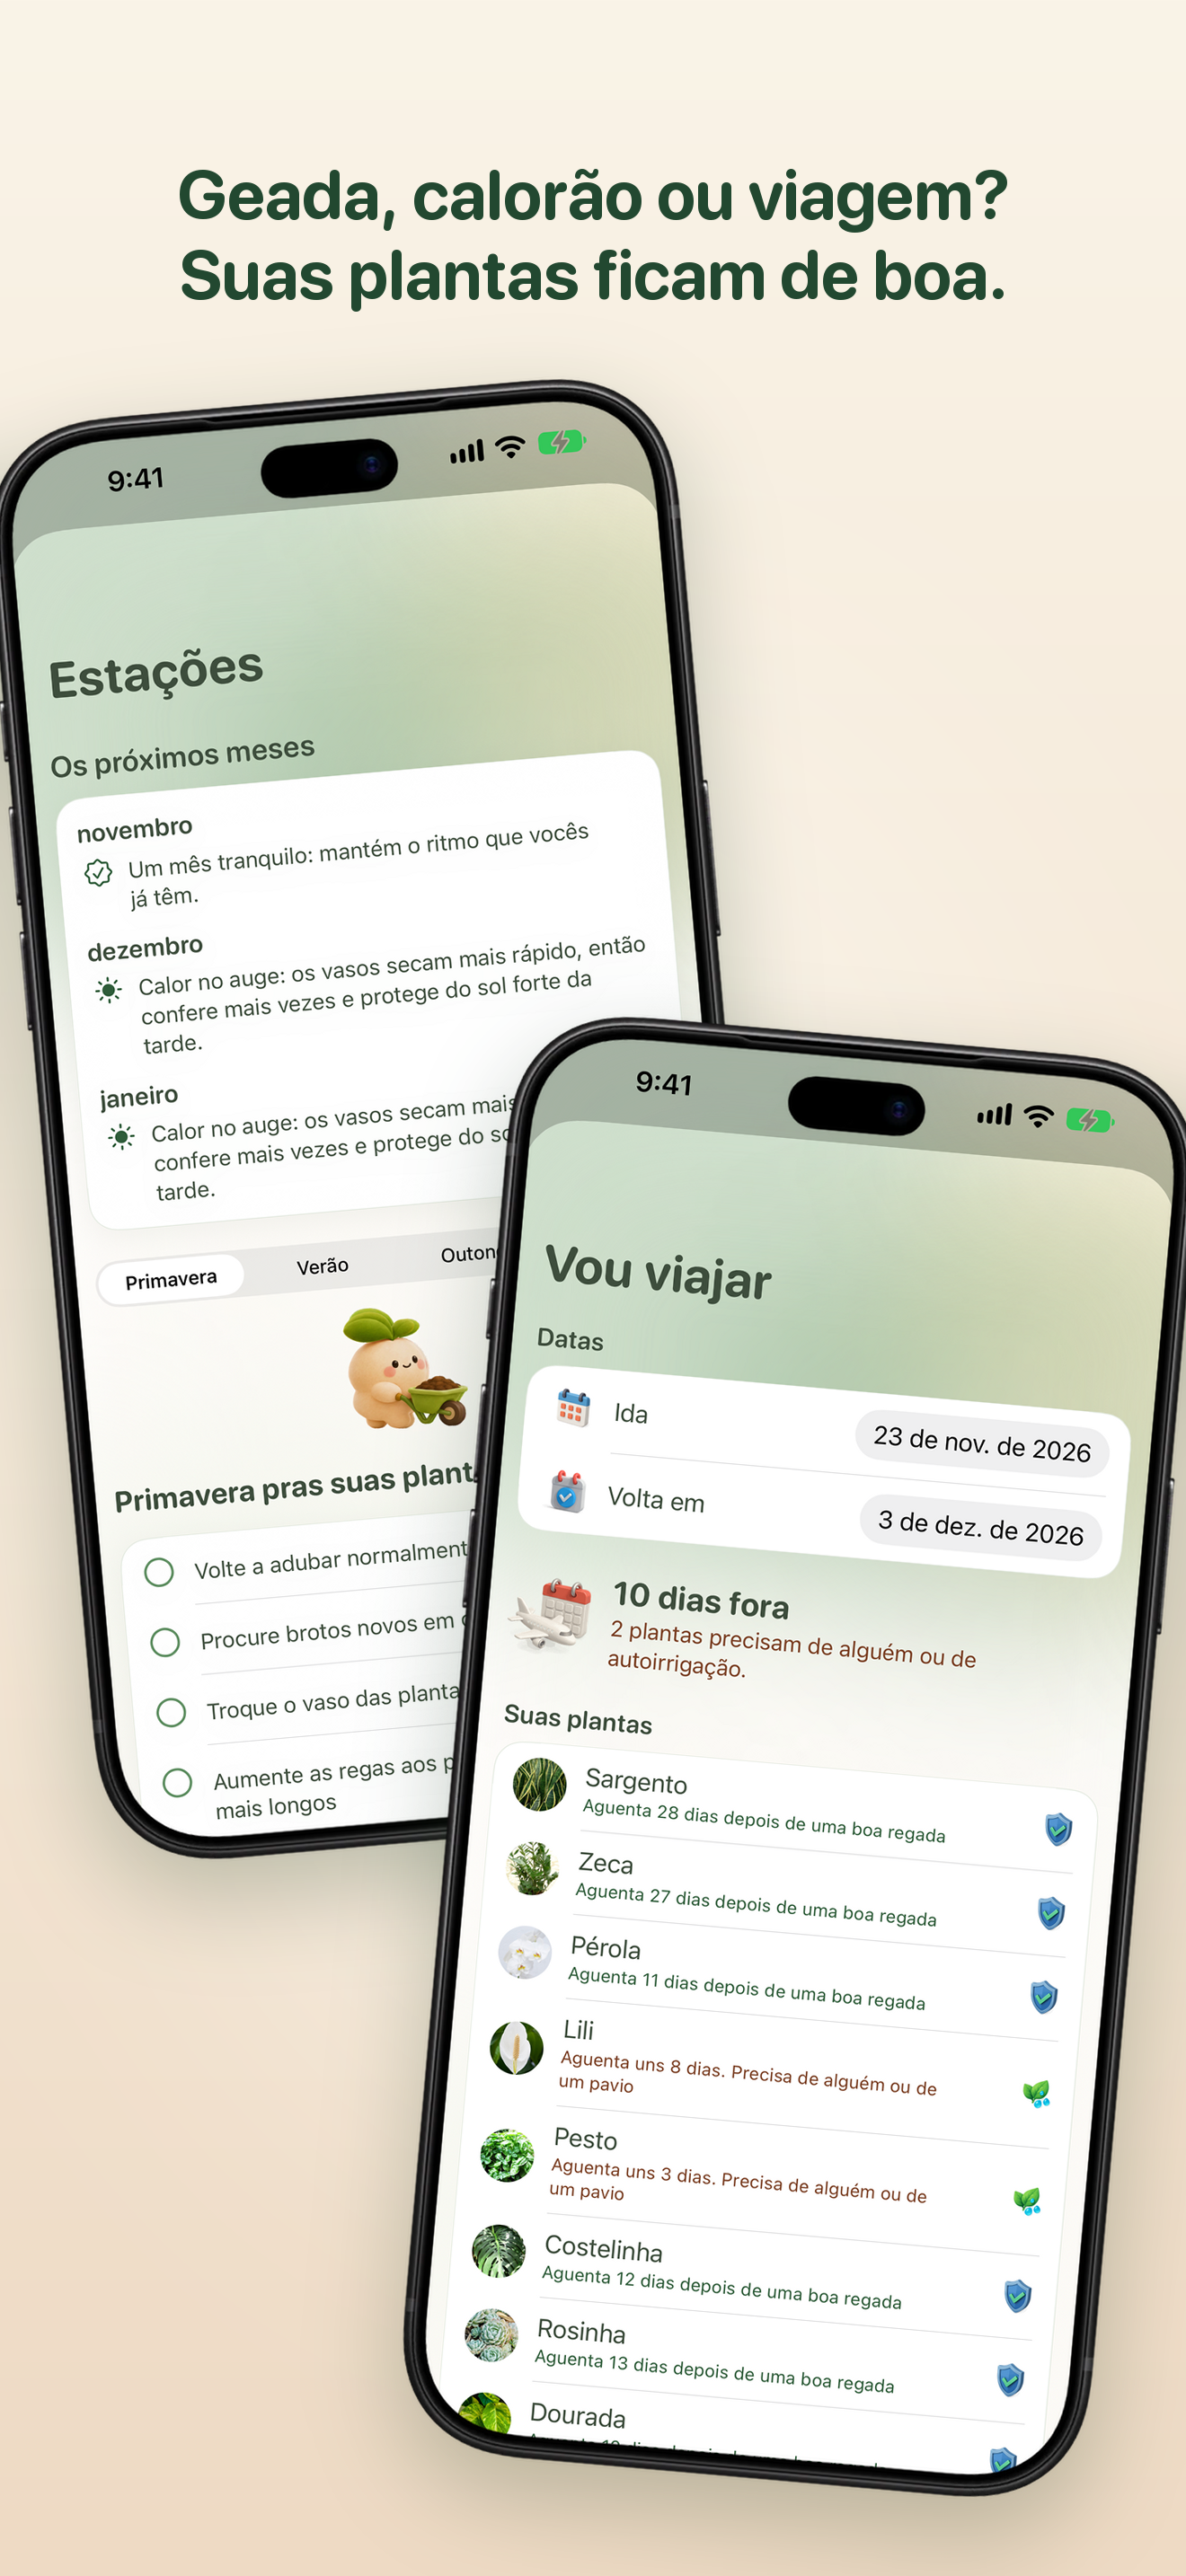 Geada, calorão ou viagem?
Suas plantas ficam de boa.
9:41
Estações
Os próximos meses
novembro
Um mês tranquilo: mantém o ritmo que vocês
já têm.
dezembro
Calor no auge: os vasos secam mais rápido, então
confere mais vezes e protege do sol forte da
tarde.
janeiro
Calor no auge: os vasos secam mais
confere mais vezes e protege do
tarde.
Primavera
Verão
Primavera pras suas
Volte a adubar
Procure brotos novos em
Troque o vaso das
Aumente as regas aos
mais longos
9:41
Vou viajar
Datas
Ida
23 de nov. de 2026
Volta em
3 de dez. de 2026
10 dias fora
2 plantas precisam de alguém ou de
autoirrigação.
Suas plantas
Sargento
Aguenta 28 dias depois de uma boa regada
Zeca
Aguenta 27 dias depois de uma boa regada
Pérola
Aguenta 11 dias depois de uma boa regada
Lili
Aguenta uns 8 dias. Precisa de alguém ou de
um pavio
Pesto
Aguenta uns 3 dias. Precisa de alguém ou de
um pavio
Costelinha
Aguenta 12 dias depois de uma boa regada
Rosinha
Aguenta 13 dias depois de uma boa regada
Dourada